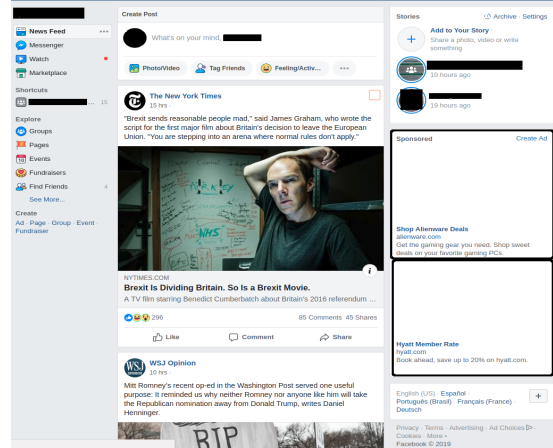 News Feed
Messenger
Watch
Marketplace
Shortcuts
15
Explore
Groups
Pages
Events
Fundraisers
Find Friends 4
See More...
Create
Ad · Page · Group · Event ·
Fundraiser
Create Post
What's on your mind,
Photo/Video
Tag Friends
Feeling/Activ...
The New York Times
15 hrs ·
"Brexit sends reasonable people mad," said James Graham, who wrote the
script for the first major film about Britain's decision to leave the European
Union. "You are stepping into an arena where normal rules don't apply."
TURKEY
NHS
NYTIMES.COM
Brexit Is Dividing Britain. So Is a Brexit Movie.
A TV film starring Benedict Cumberbatch about Britain's 2016 referendum ...
296
85 Comments 45 Shares
Like
Comment
Share
WSJ
OPINION
WSJ Opinion
10 hrs ·
Mitt Romney's recent op-ed in the Washington Post served one useful
purpose: It reminded us why neither Romney nor anyone like him will take
the Republican nomination away from Donald Trump, writes Daniel
Henninger.
RIP
Stories
Archive · Settings
Add to Your Story
Share a photo, video or write
something
10 hours ago
19 hours ago
Sponsored
Create Ad
Shop Alienware Deals
alienware.com
Get the gaming gear you need. Shop sweet
deals on your favorite gaming PCs.
Hyatt Member Rate
hyatt.com
Book ahead, save up to 20% on hyatt.com.
English (US) · Español ·
Português (Brasil) · Français (France) ·
Deutsch
Privacy · Terms · Advertising · Ad Choices ·
Cookies · More
Facebook © 2019